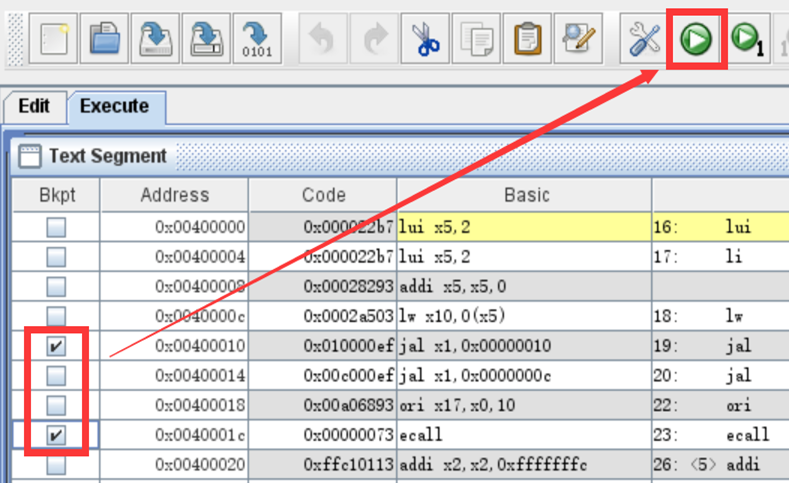 0101
1
Edit Execute
Text Segment
Bkpt Address Code Basic
0x00400000 0x000022b7 lui x5,2 16: lui
0x00400004 0x000022b7 lui x5,2 17: li
0x00400008 0x00028293 addi x5,x5,0
0x0040000c 0x0002a503 lw x10,0(x5) 18: lw
0x00400010 0x010000ef jal x1,0x00000010 19: jal
0x00400014 0x00c000ef jal x1,0x0000000c 20: jal
0x00400018 0x00a06893 ori x17,x0,10 22: ori
0x0040001c 0x00000073 ecall 23: ecall
0x00400020 0xffc10113 addi x2,x2,0xfffffffc 26: <5> addi